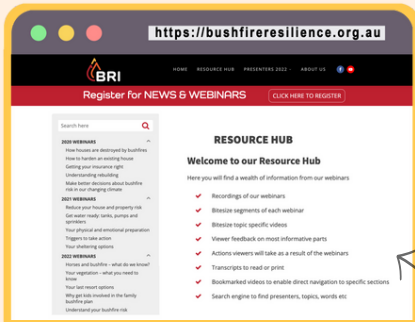 https://bushfireresilience.org.au
BRI
HOME RESOURCE HUB PRESENTERS 2022 ABOUT US
Register for NEWS & WEBINARS CLICK HERE TO REGISTER
Search here
2020 WEBINARS
How houses are destroyed by bushfires
How to harden an existing house
Getting your insurance right
Understanding rebuilding
Make better decisions about bushfire
risk in our changing climate
2021 WEBINARS
Reduce your house and property risk
Get water ready: tanks, pumps and
sprinklers
Your physical and emotional preparation
Triggers to take action
Your sheltering options
2022 WEBINARS
Horses and bushfire – what do we know?
Your vegetation – what you need to
know
Your last resort options
Why get kids involved in the family
bushfire plan
Understand your bushfire risk
RESOURCE HUB
Welcome to our Resource Hub
Here you will find a wealth of information from our webinars
Recordings of our webinars
Bitesize segments of each webinar
Bitesize topic specific videos
Viewer feedback on most informative parts
Actions viewers will take as a result of the webinars
Transcripts to read or print
Bookmarked videos to enable direct navigation to specific sections
Search engine to find presenters, topics, words etc